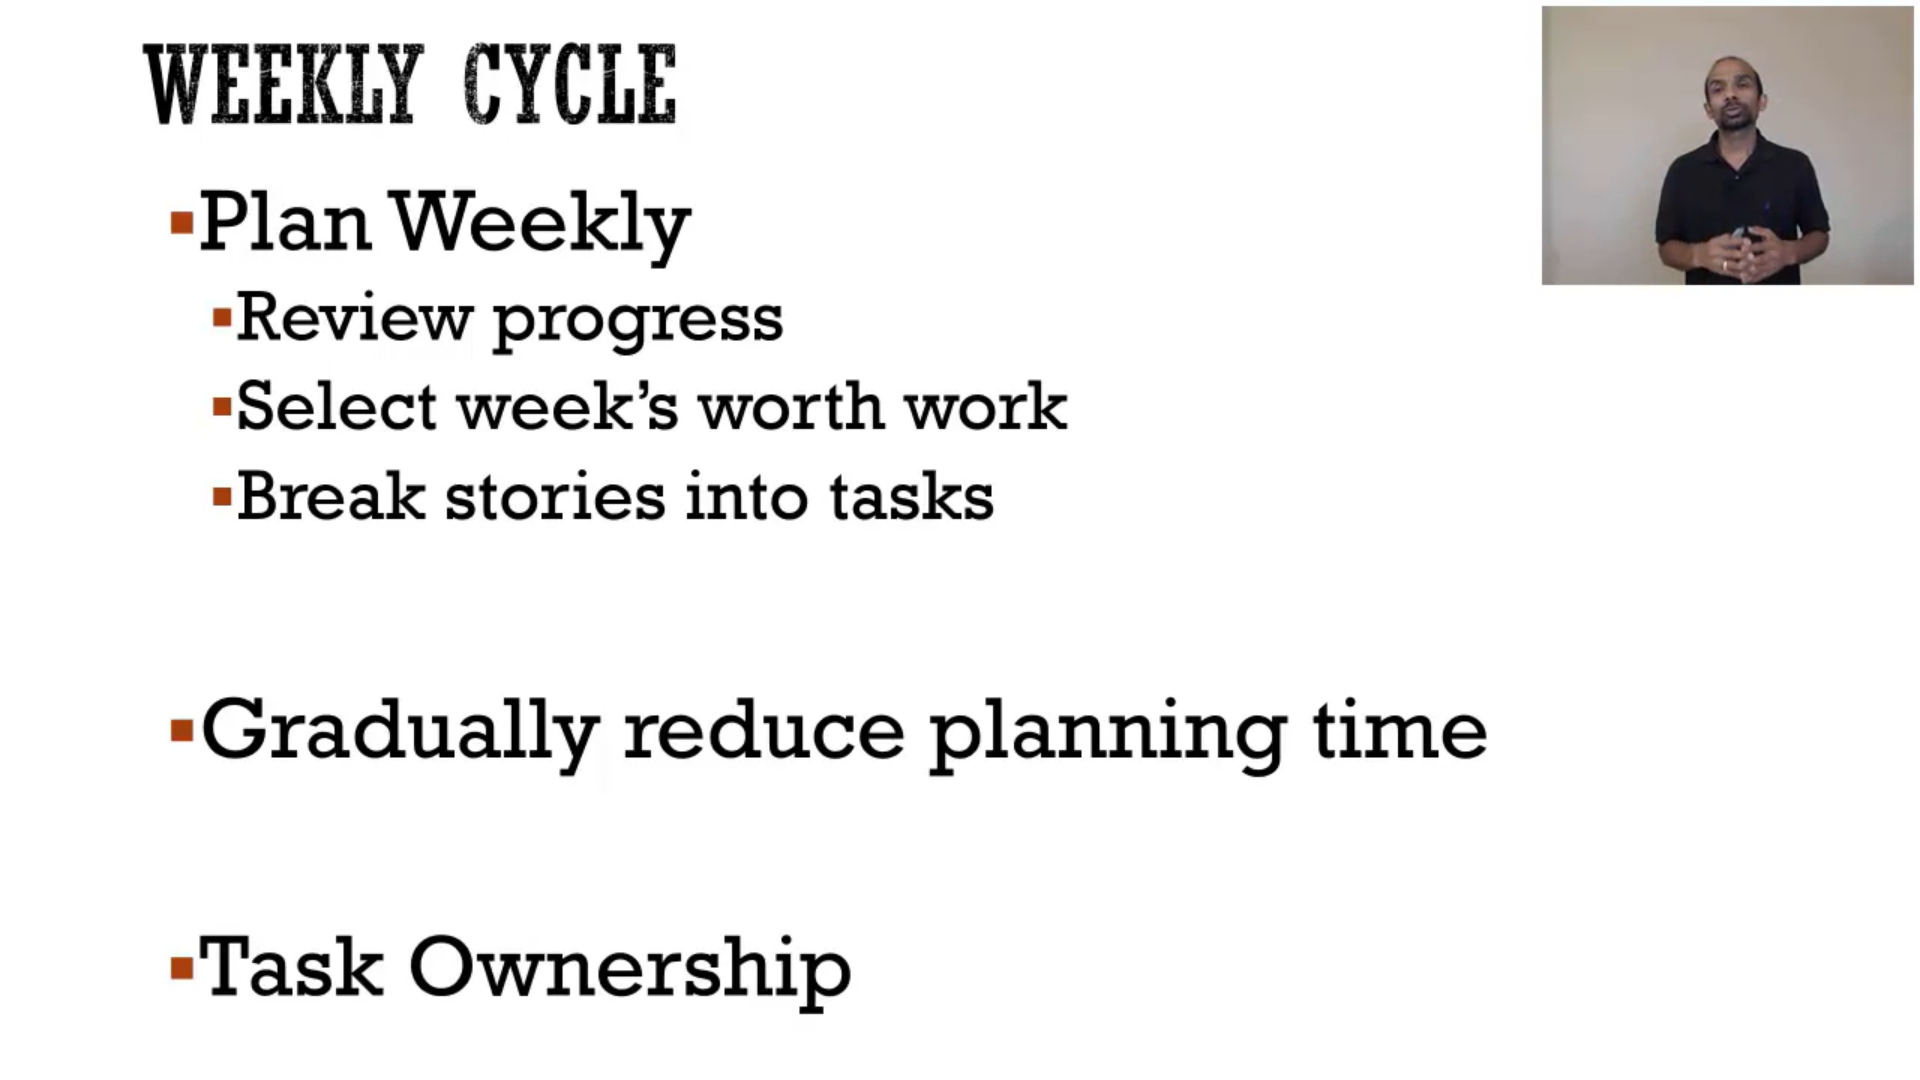 WEEKLY CYCLE
Plan Weekly
Review progress
Select week’s worth work
Break stories into tasks
Gradually reduce planning time
Task Ownership